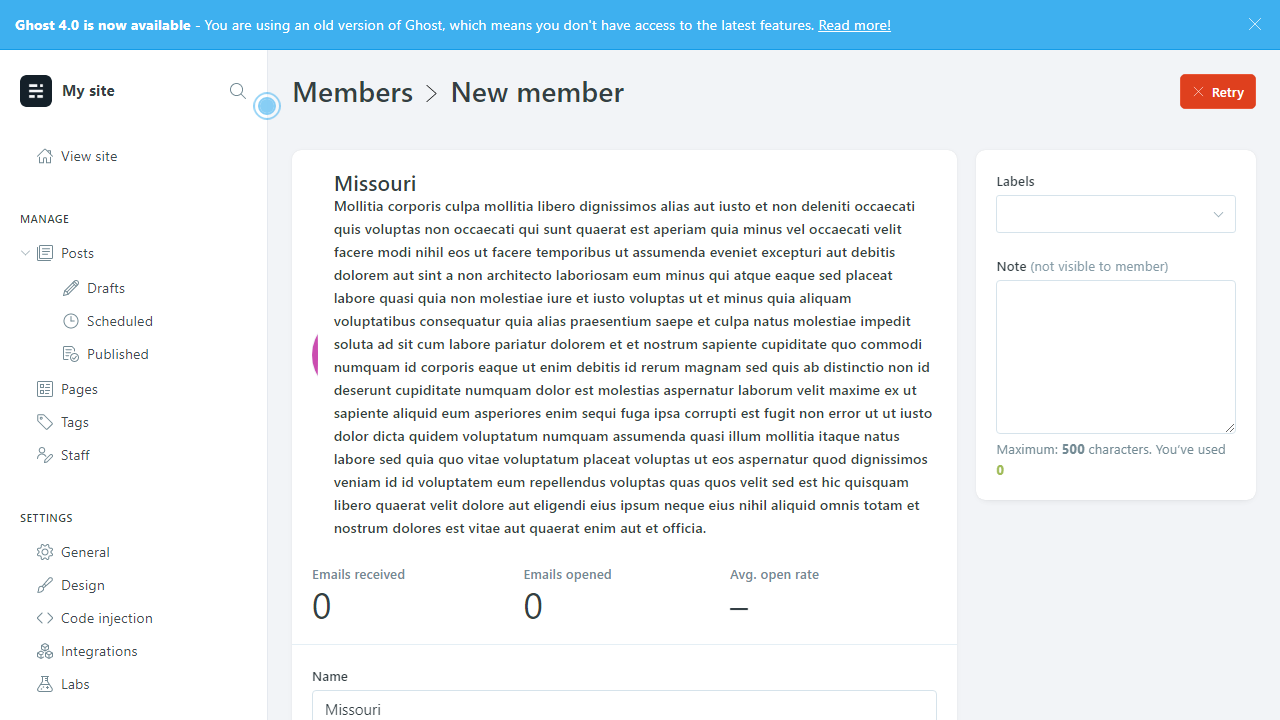 Ghost 4.0 is now available - You are using an old version of Ghost, which means you don't have access to the latest features. Read more!
My site
View site
MANAGE
Posts
Drafts
Scheduled
Published
Pages
Tags
Staff
SETTINGS
General
Design
Code injection
Integrations
Labs
Members
New member
Retry
Missouri
Mollitia corporis culpa mollitia libero dignissimos alias aut iusto et non deleniti occaecati
quis voluptas non occaecati qui sunt quaerat est aperiam quia minus vel occaecati velit
facere modi nihil eos ut facere temporibus ut assumenda eveniet excepturi aut debitis
dolorem aut sint a non architecto laboriosam eum minus qui atque eaque sed placeat
labore quasi quia non molestiae iure et iusto voluptas ut et minus quia aliquam
voluptatibus consequatur quia alias praesentium saepe et culpa natus molestiae impedit
soluta ad sit cum labore pariatur dolorem et et nostrum sapiente cupiditate quo commodi
numquam id corporis eaque ut enim debitis id rerum magnam sed quis ab distinctio non id
deserunt cupiditate numquam dolor est molestias aspernatur laborum velit maxime ex ut
sapiente aliquid eum asperiores enim sequi fuga ipsa corrupti est fugit non error ut ut iusto
dolor dicta quidem voluptatum numquam assumenda quasi illum mollitia itaque natus
labore sed quia quo vitae voluptatum placeat voluptas ut eos aspernatur quod dignissimos
veniam id id voluptatem eum repellendus voluptas quas quos velit sed est hic quisquam
libero quaerat velit dolore aut eligendi eius ipsum neque eius nihil aliquid omnis totam et
nostrum dolores est vitae aut quaerat enim aut et officia.
Emails received
0
Emails opened
0
Avg. open rate
–
Name
Missouri
Labels
Note (not visible to member)
Maximum: 500 characters. You've used
0